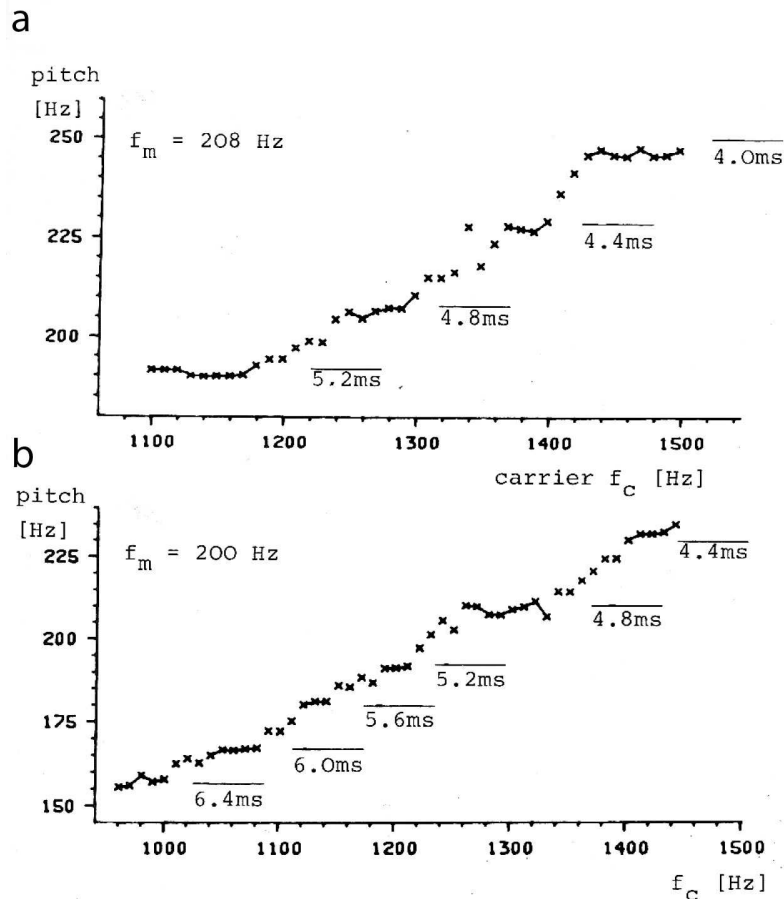 a
pitch
[Hz]
f_m = 208 Hz
250
225
200
4.0ms
4.4ms
4.8ms
5.2ms
1100 1200 1300 1400 1500
carrier f_c [Hz]
b
pitch
[Hz]
f_m = 200 Hz
225
200
175
150
4.4ms
4.8ms
5.2ms
5.6ms
6.0ms
6.4ms
1000 1100 1200 1300 1400 1500
f_c [Hz]